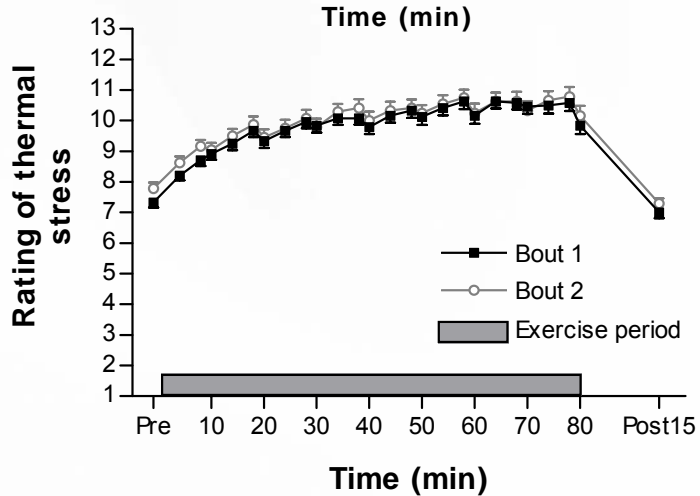 Time (min)
13
12
11
10
9
8
7
6
5
4
3
2
1
Rating of thermal
stress
Bout 1
Bout 2
Exercise period
Pre 10 20 30 40 50 60 70 80 Post15
Time (min)